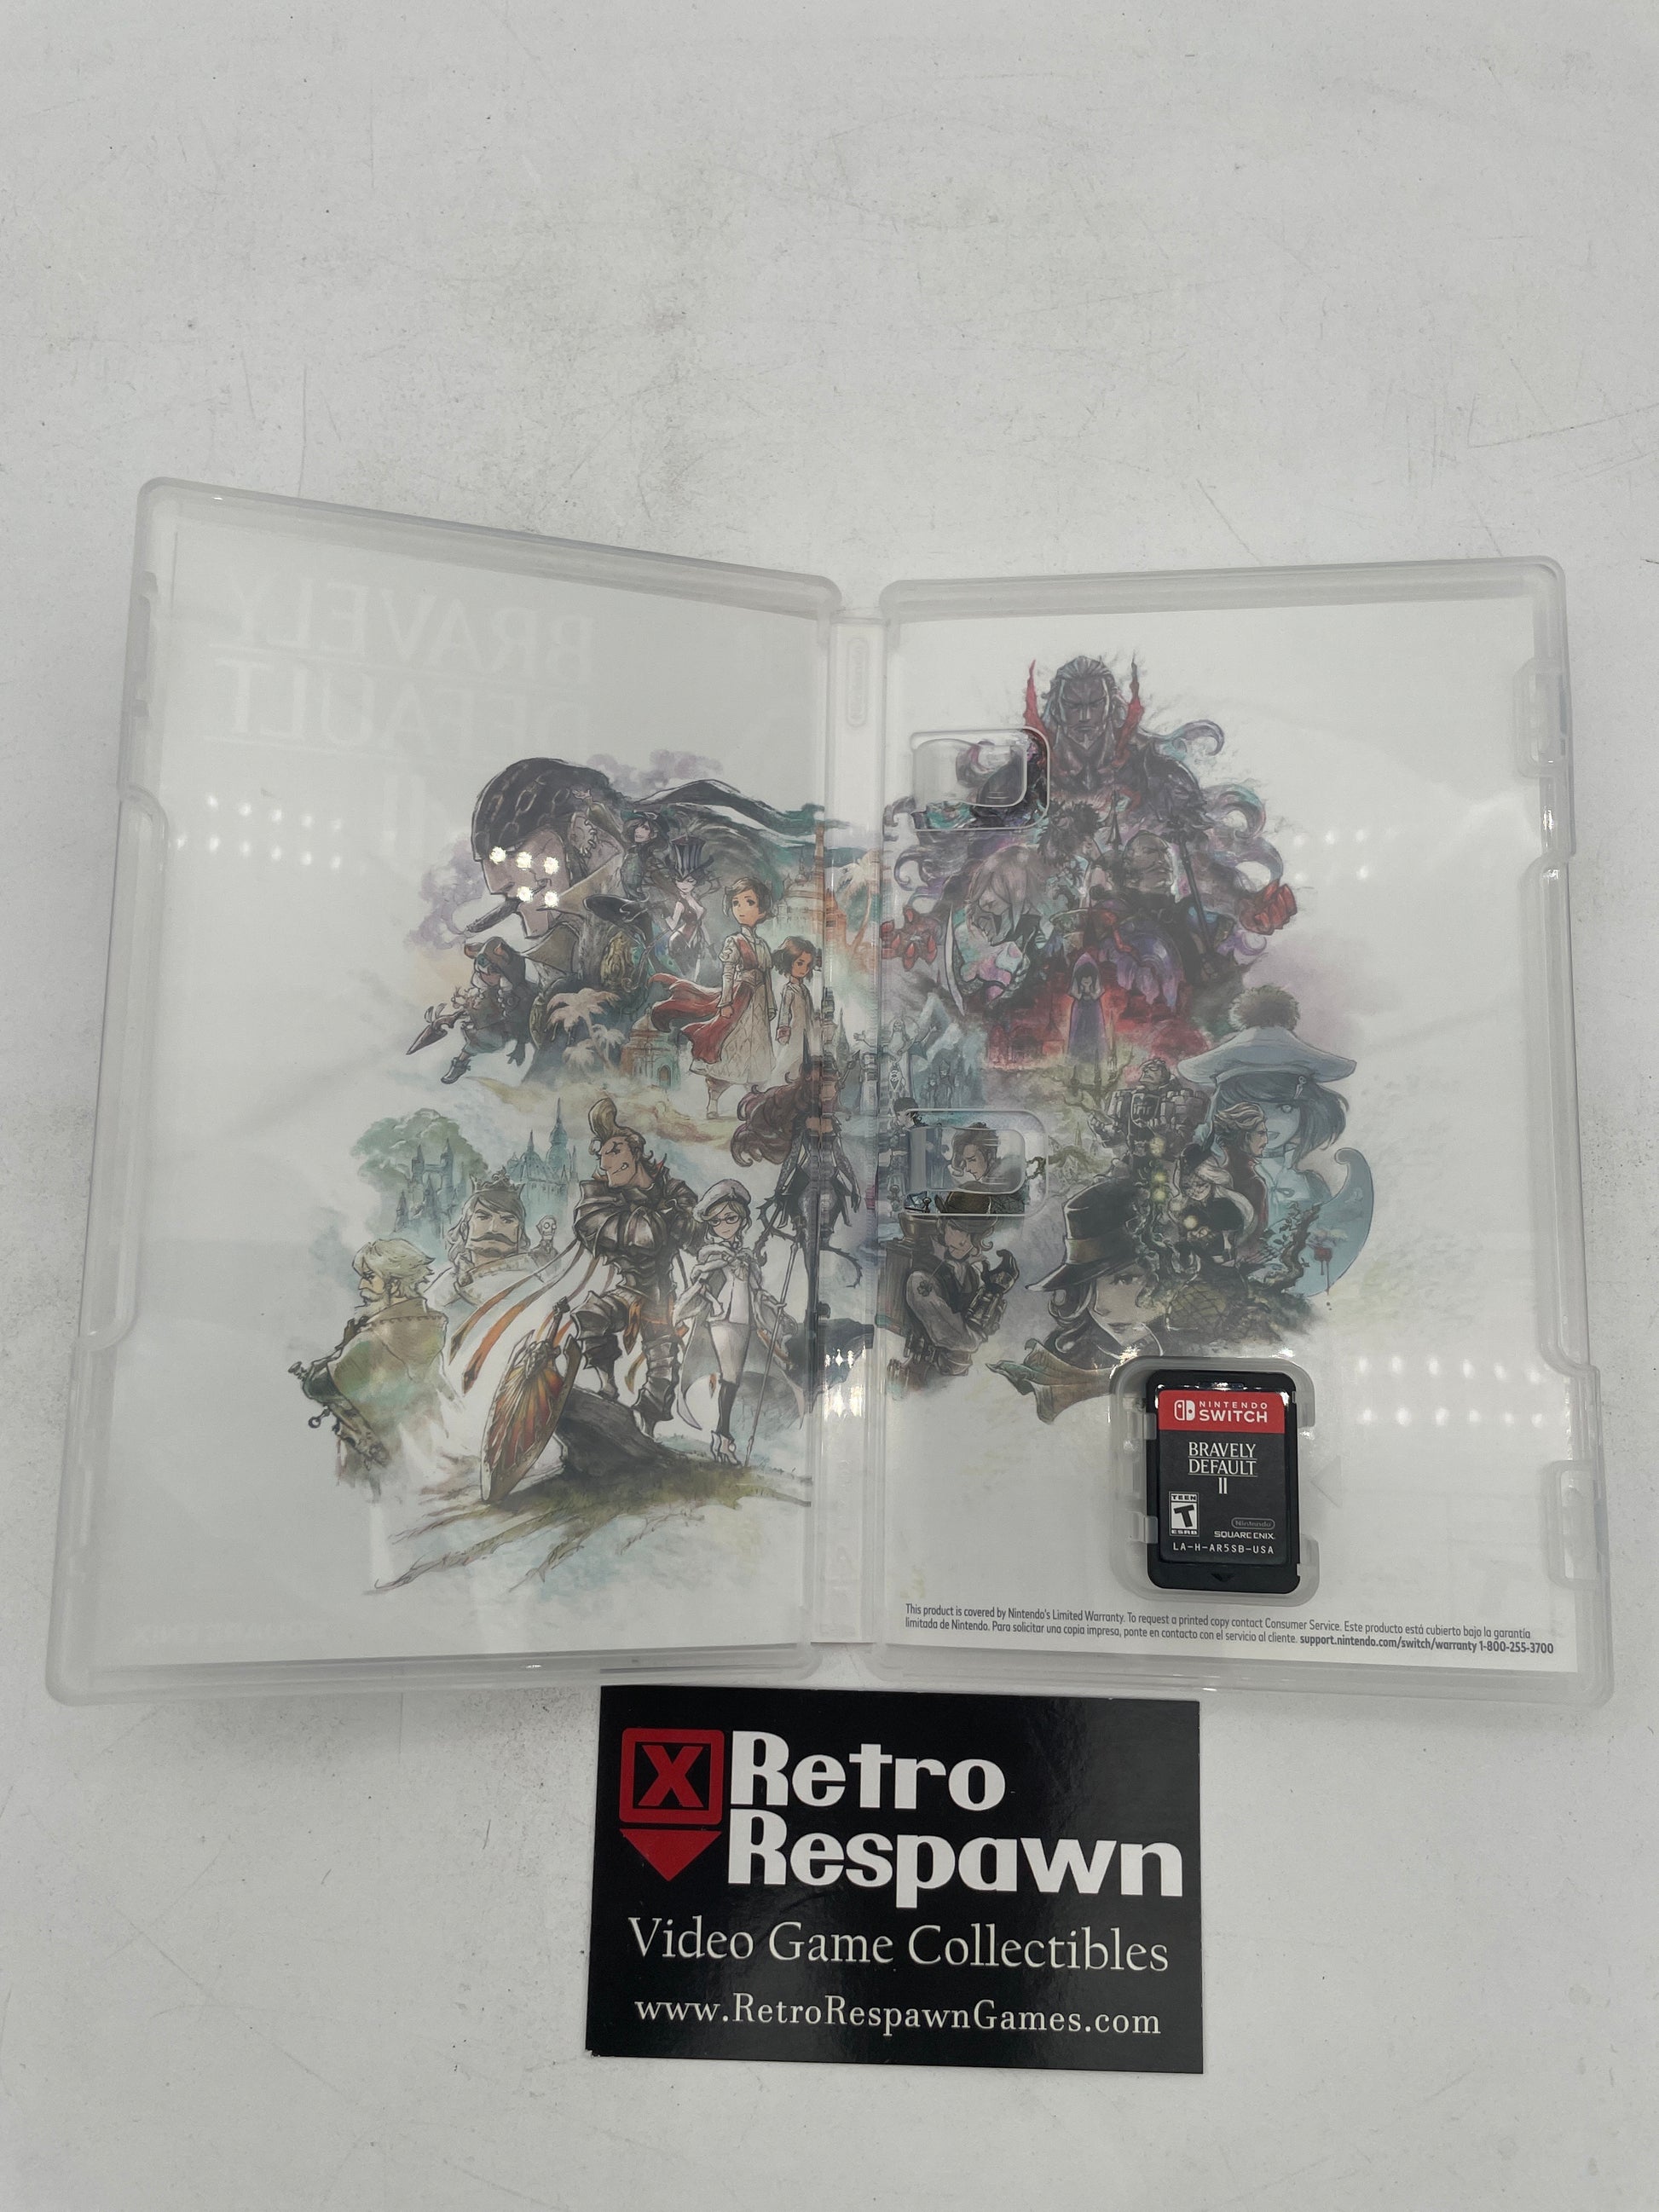 BRAVELY
DEFAULT
II
NINTENDO
SWITCH
BRAVELY
DEFAULT
II
TEEN
T
ESRB
Nintendo
SQUARE ENIX
LA-H-AR5SB-USA
This product is covered by Nintendo's Limited Warranty. To request a printed copy contact Consumer Service. Este producto está cubierto bajo la garantía
limitada de Nintendo. Para solicitar una copia impresa, ponte en contacto con el servicio al cliente. support.nintendo.com/switch/warranty 1-800-255-3700
X Retro
Respawn
Video Game Collectibles
www.RetroRespawnGames.com